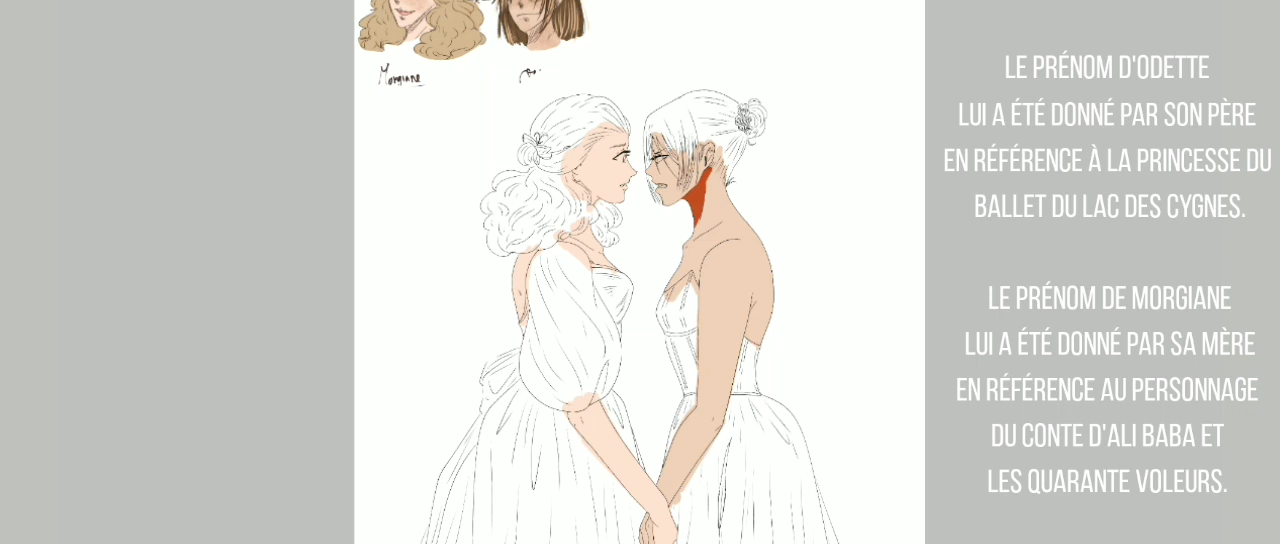 Morgiane
LE PRÉNOM D'ODETTE
LUI A ÉTÉ DONNÉ PAR SON PÈRE
EN RÉFÉRENCE À LA PRINCESSE DU
BALLET DU LAC DES CYGNES.
LE PRÉNOM DE MORGIANE
LUI A ÉTÉ DONNÉ PAR SA MÈRE
EN RÉFÉRENCE AU PERSONNAGE
DU CONTE D'ALI BABA ET
LES QUARANTE VOLEURS.